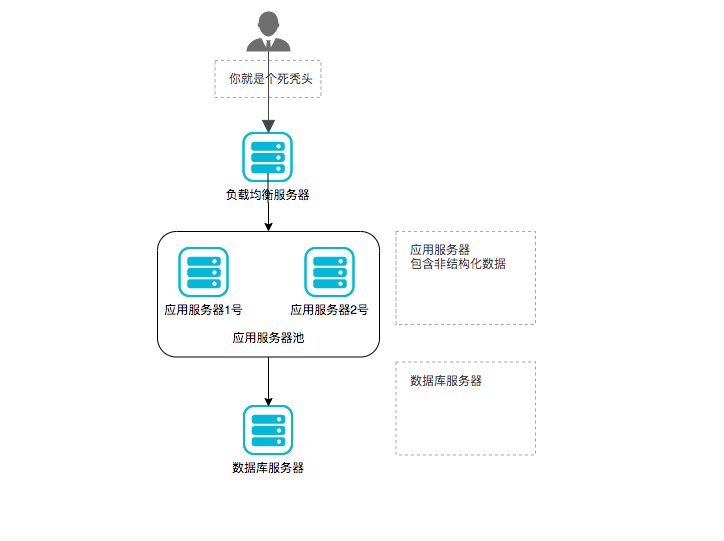 你就是个死秃头
负载均衡服务器
应用服务器1号
应用服务器2号
应用服务器池
应用服务器
包含非结构化数据
数据库服务器
数据库服务器